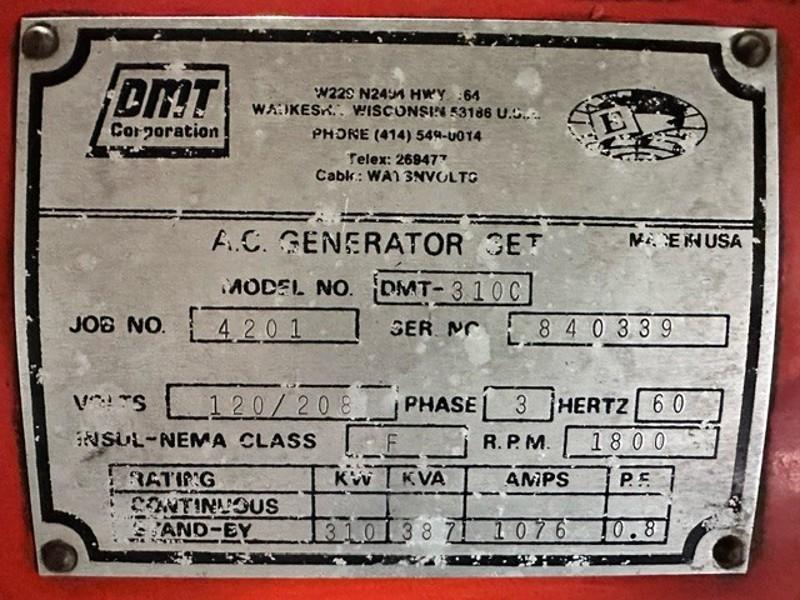 DMT
Corporation
W229 N2494 HWY 164
WAUKESHA, WISCONSIN 53186 U.S.A.
PHONE (414) 549-0014
Telex: 269477
Cable: WATSNVOLTS
E
A.C. GENERATOR SET
MADE IN USA
MODEL NO. DMT-310C
JOB NO. 4201 SER. NO. 840339
VOLTS 120/208 PHASE 3 HERTZ 60
INSUL-NEMA CLASS F R.P.M. 1800
RATING KW KVA AMPS P.F.
CONTINUOUS
STAND-BY 310 387 1076 0.8